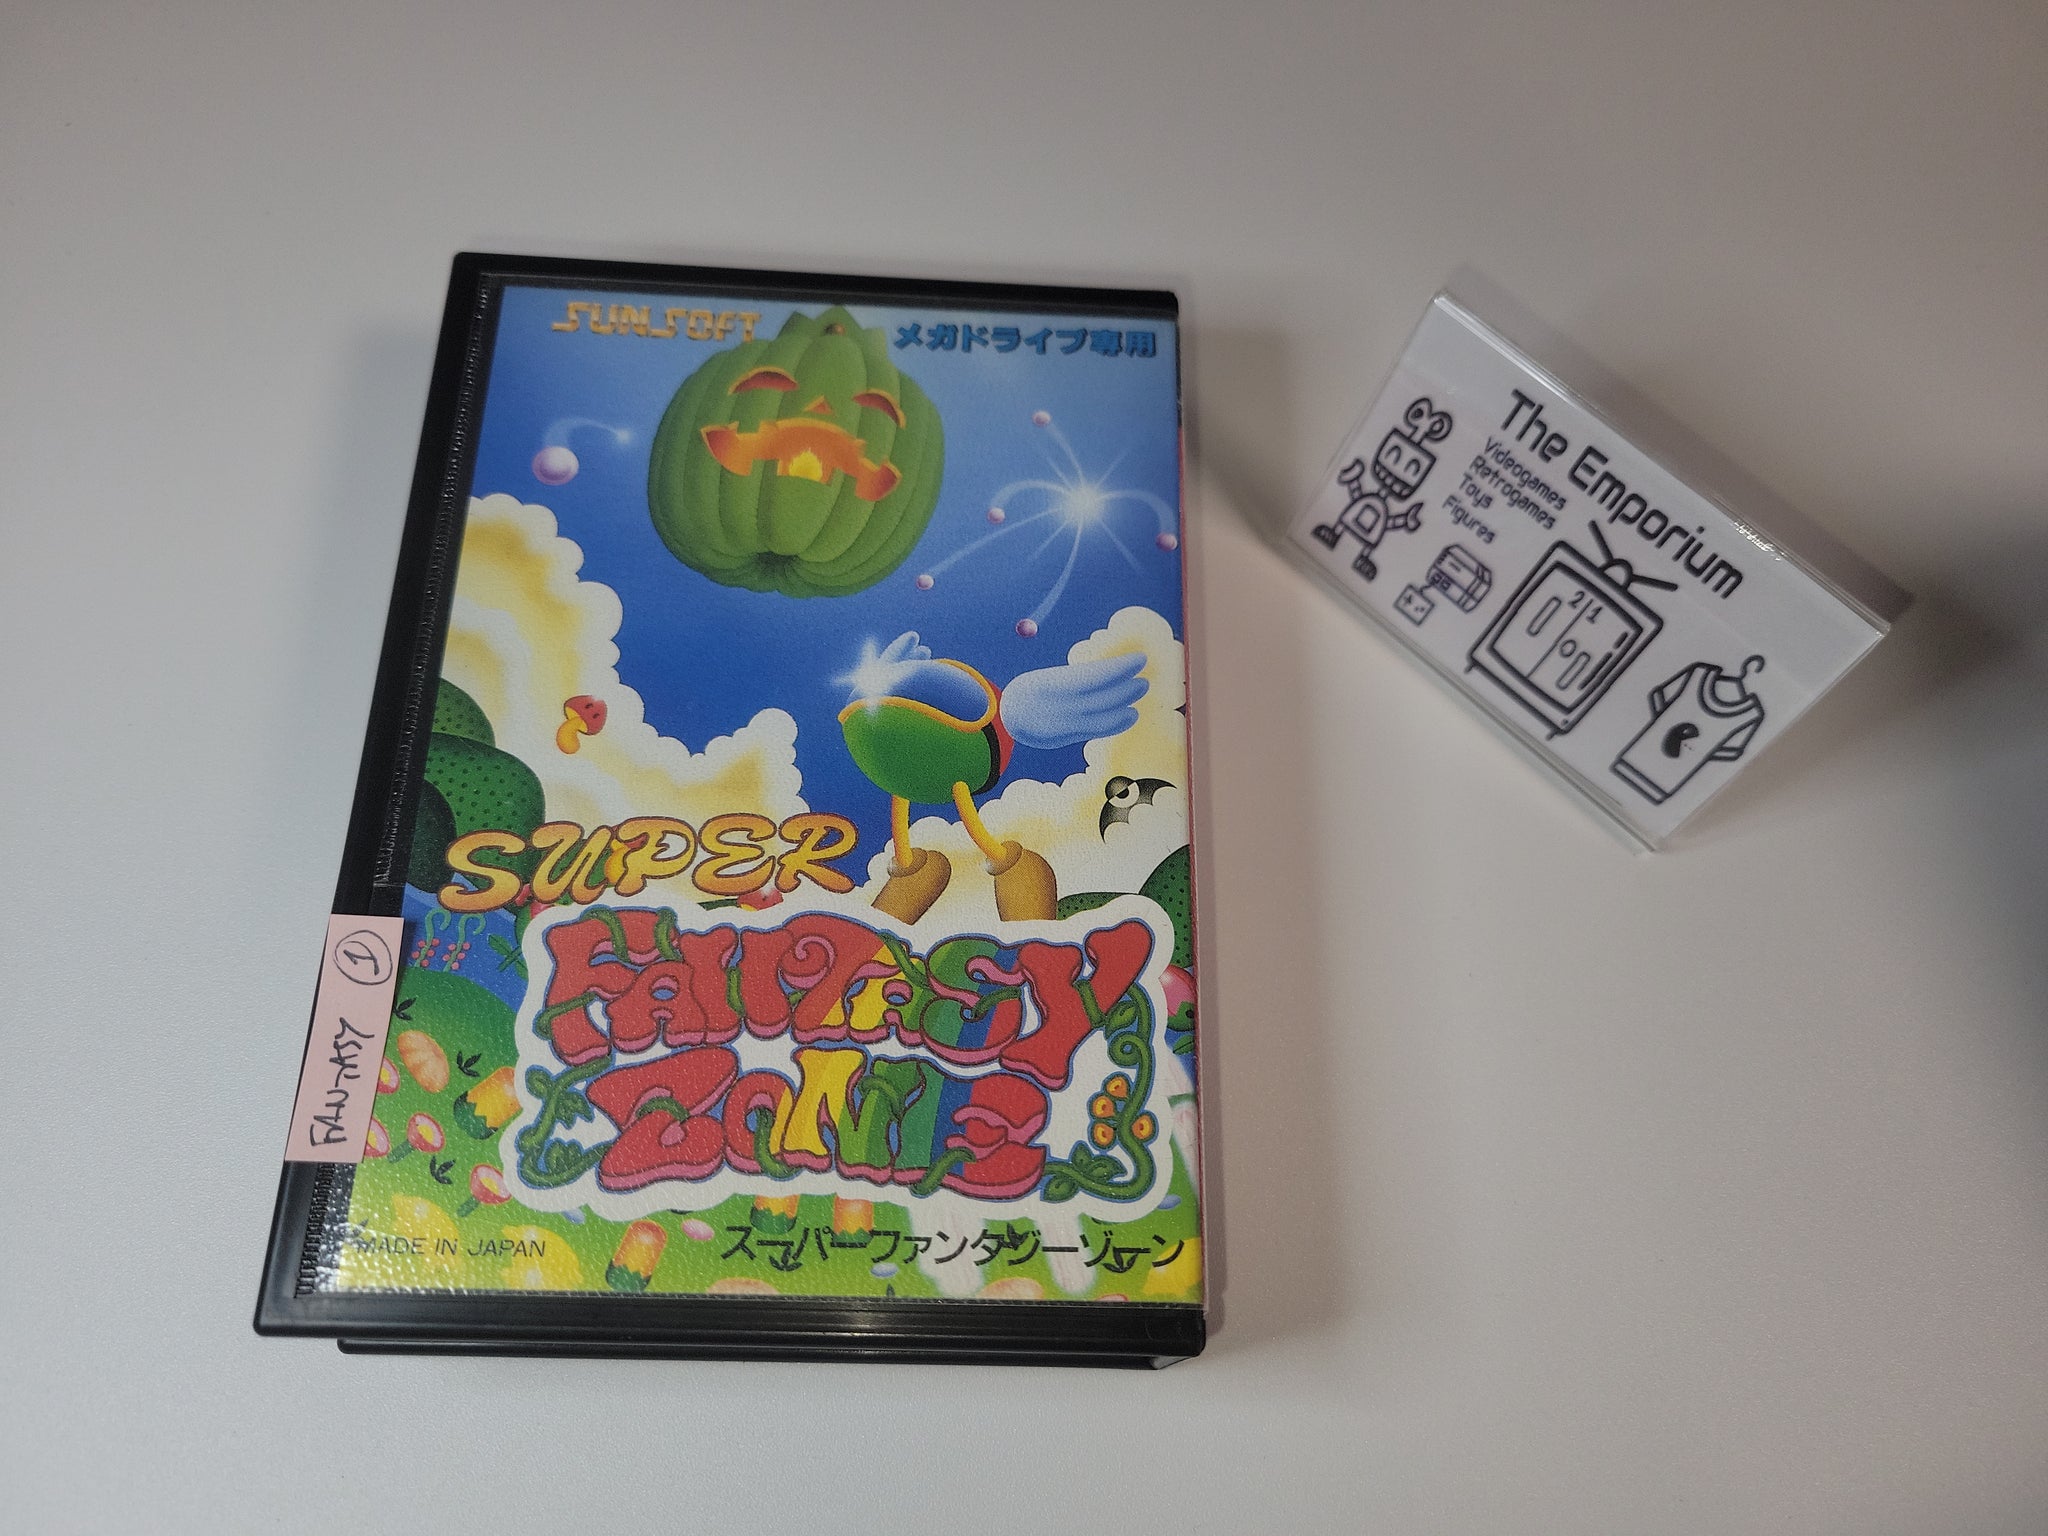 SUNSOFT
メガドライブ専用
SUPER
FANTASY
ZONE
MADE IN JAPAN
スーパーファンタジーゾーン
FANTASY 1
The Emporium
Videogames
Retrogames
Toys
Figures
21